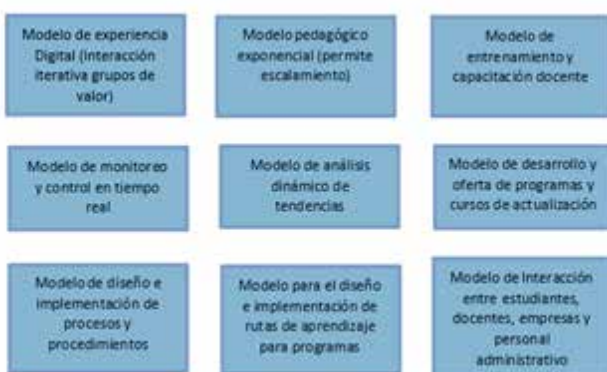 Modelo de experiencia
Digital (Interacción
iterativa grupos de
valor)
Modelo pedagógico
exponencial (permite
escalamiento)
Modelo de
entrenamiento y
capacitación docente
Modelo de monitoreo
y control en tiempo
real
Modelo de análisis
dinámico de
tendencias
Modelo de desarrollo y
oferta de programas y
cursos de actualización
Modelo de diseño e
implementación de
procesos y
procedimientos
Modelo para el diseño
e implementación de
rutas de aprendizaje
para programas
Modelo de Interacción
entre estudiantes,
docentes, empresas y
personal
administrativo